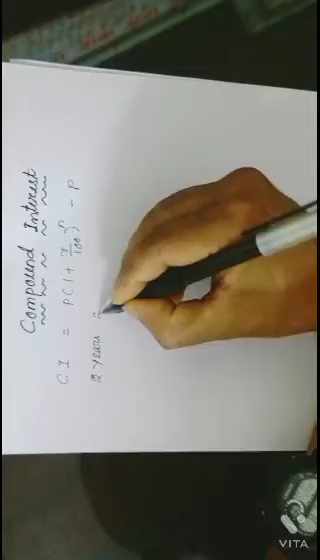 Compound Interest
CI = P(1 + r/100)^n - P
2 years =
VITA